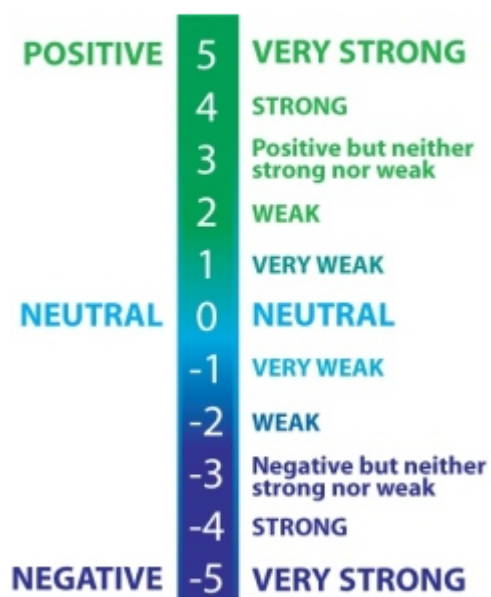 POSITIVE 5 VERY STRONG
4 STRONG
3 Positive but neither
strong nor weak
2 WEAK
1 VERY WEAK
NEUTRAL 0 NEUTRAL
-1 VERY WEAK
-2 WEAK
-3 Negative but neither
strong nor weak
-4 STRONG
NEGATIVE -5 VERY STRONG